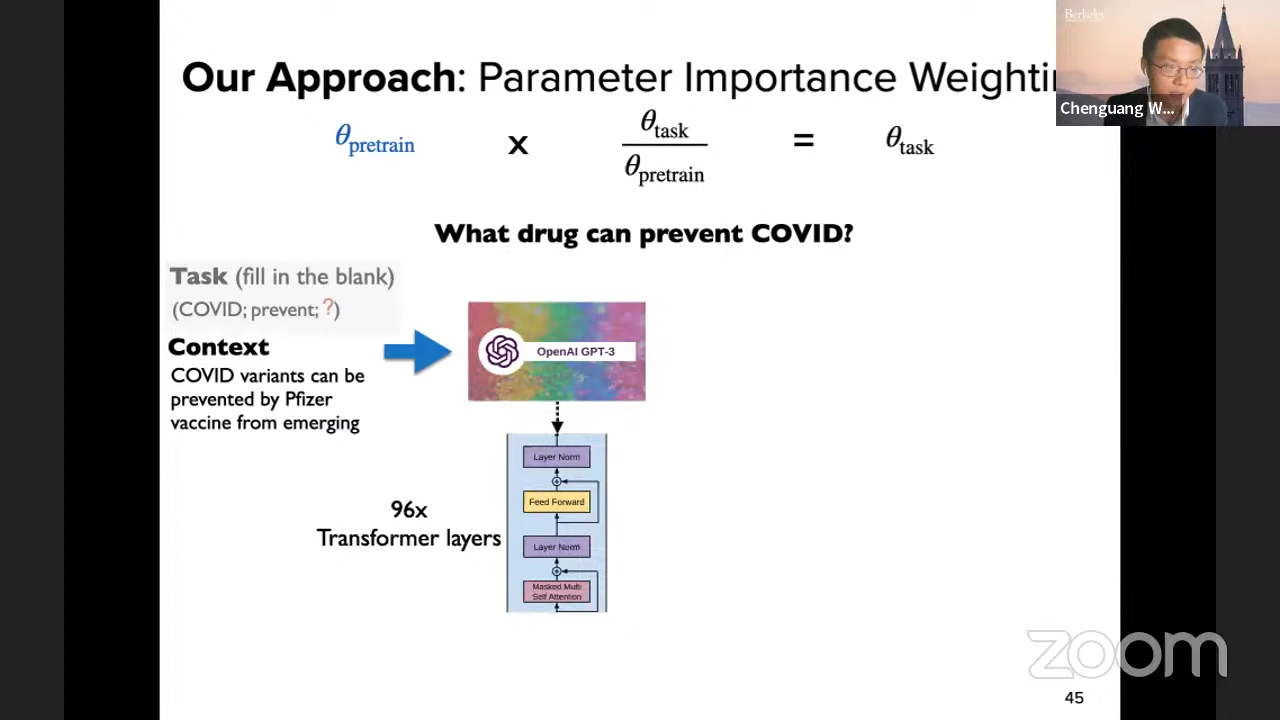 Berkeley
Chenguang W...
Our Approach: Parameter Importance Weighti
θpretrain x θtask / θpretrain = θtask
What drug can prevent COVID?
Task (fill in the blank)
(COVID; prevent; ?)
Context
COVID variants can be
prevented by Pfizer
vaccine from emerging
OpenAI GPT-3
Layer Norm
Feed Forward
Layer Norm
Masked Multi
Self Attention
96x
Transformer layers
zoom
45